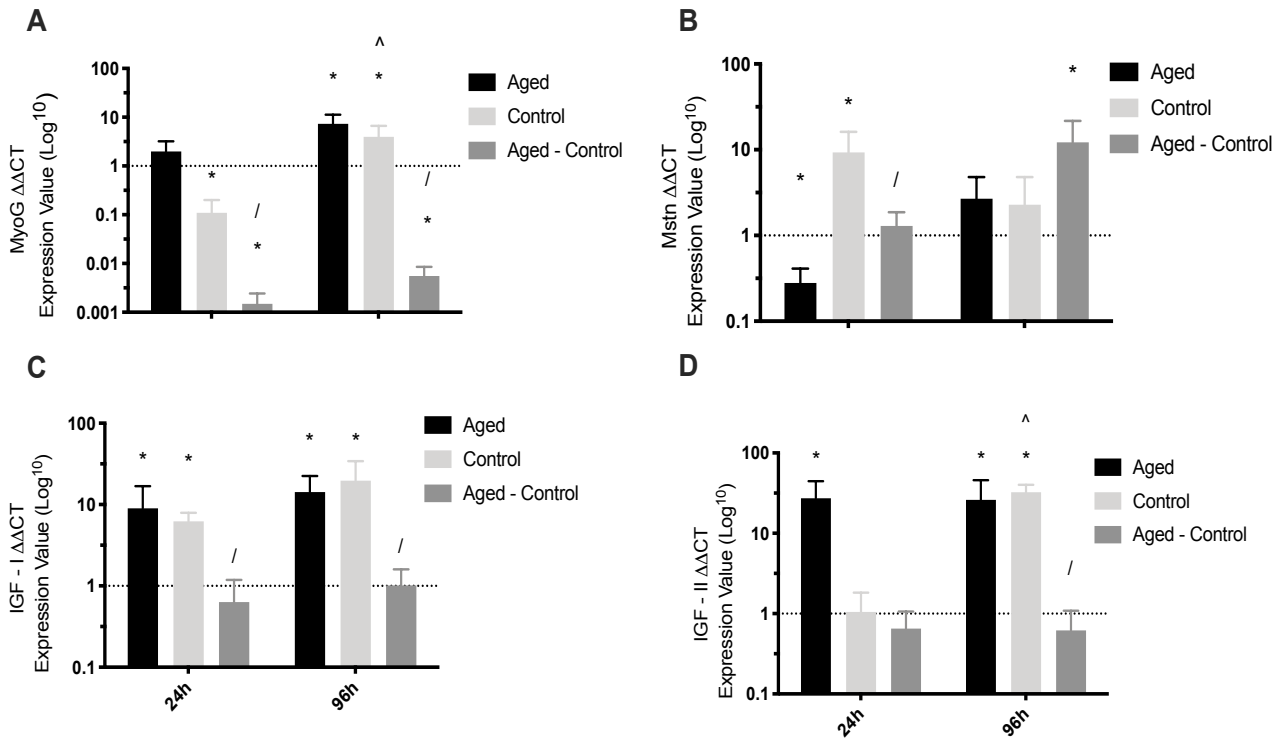 A
MyoG ΔΔCT
Expression Value (Log10)
100
10
1
0.1
0.01
0.001
*
/
*
*
^
*
/
*
Aged
Control
Aged - Control
B
Mstn ΔΔCT
Expression Value (Log10)
100
10
1
0.1
*
*
/
*
Aged
Control
Aged - Control
C
IGF - I ΔΔCT
Expression Value (Log10)
100
10
1
0.1
*
*
/
*
*
/
24h
96h
Aged
Control
Aged - Control
D
IGF - II ΔΔCT
Expression Value (Log10)
100
10
1
0.1
*
*
^
*
/
24h
96h
Aged
Control
Aged - Control